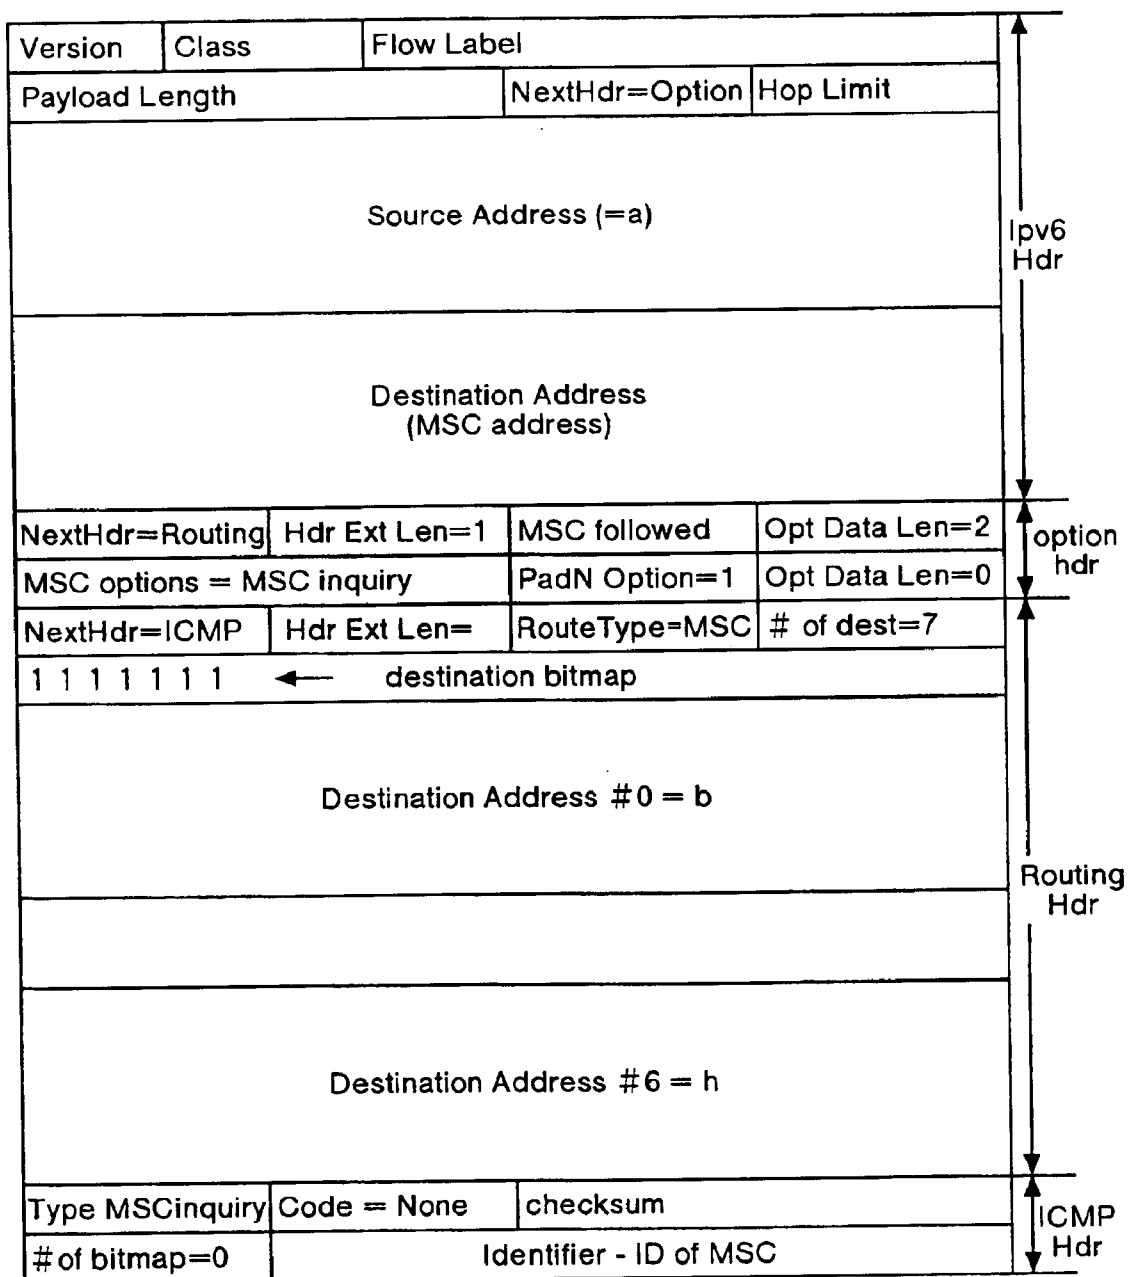 Version Class Flow Label
Payload Length NextHdr=Option Hop Limit
Source Address (=a)
Ipv6
Hdr
Destination Address
(MSC address)
NextHdr=Routing Hdr Ext Len=1 MSC followed Opt Data Len=2
option
hdr
MSC options = MSC inquiry PadN Option=1 Opt Data Len=0
NextHdr=ICMP Hdr Ext Len= RouteType=MSC # of dest=7
1 1 1 1 1 1 1 ← destination bitmap
Destination Address #0 = b
Routing
Hdr
Destination Address #6 = h
Type MSCinquiry Code = None checksum
ICMP
Hdr
# of bitmap=0 Identifier - ID of MSC